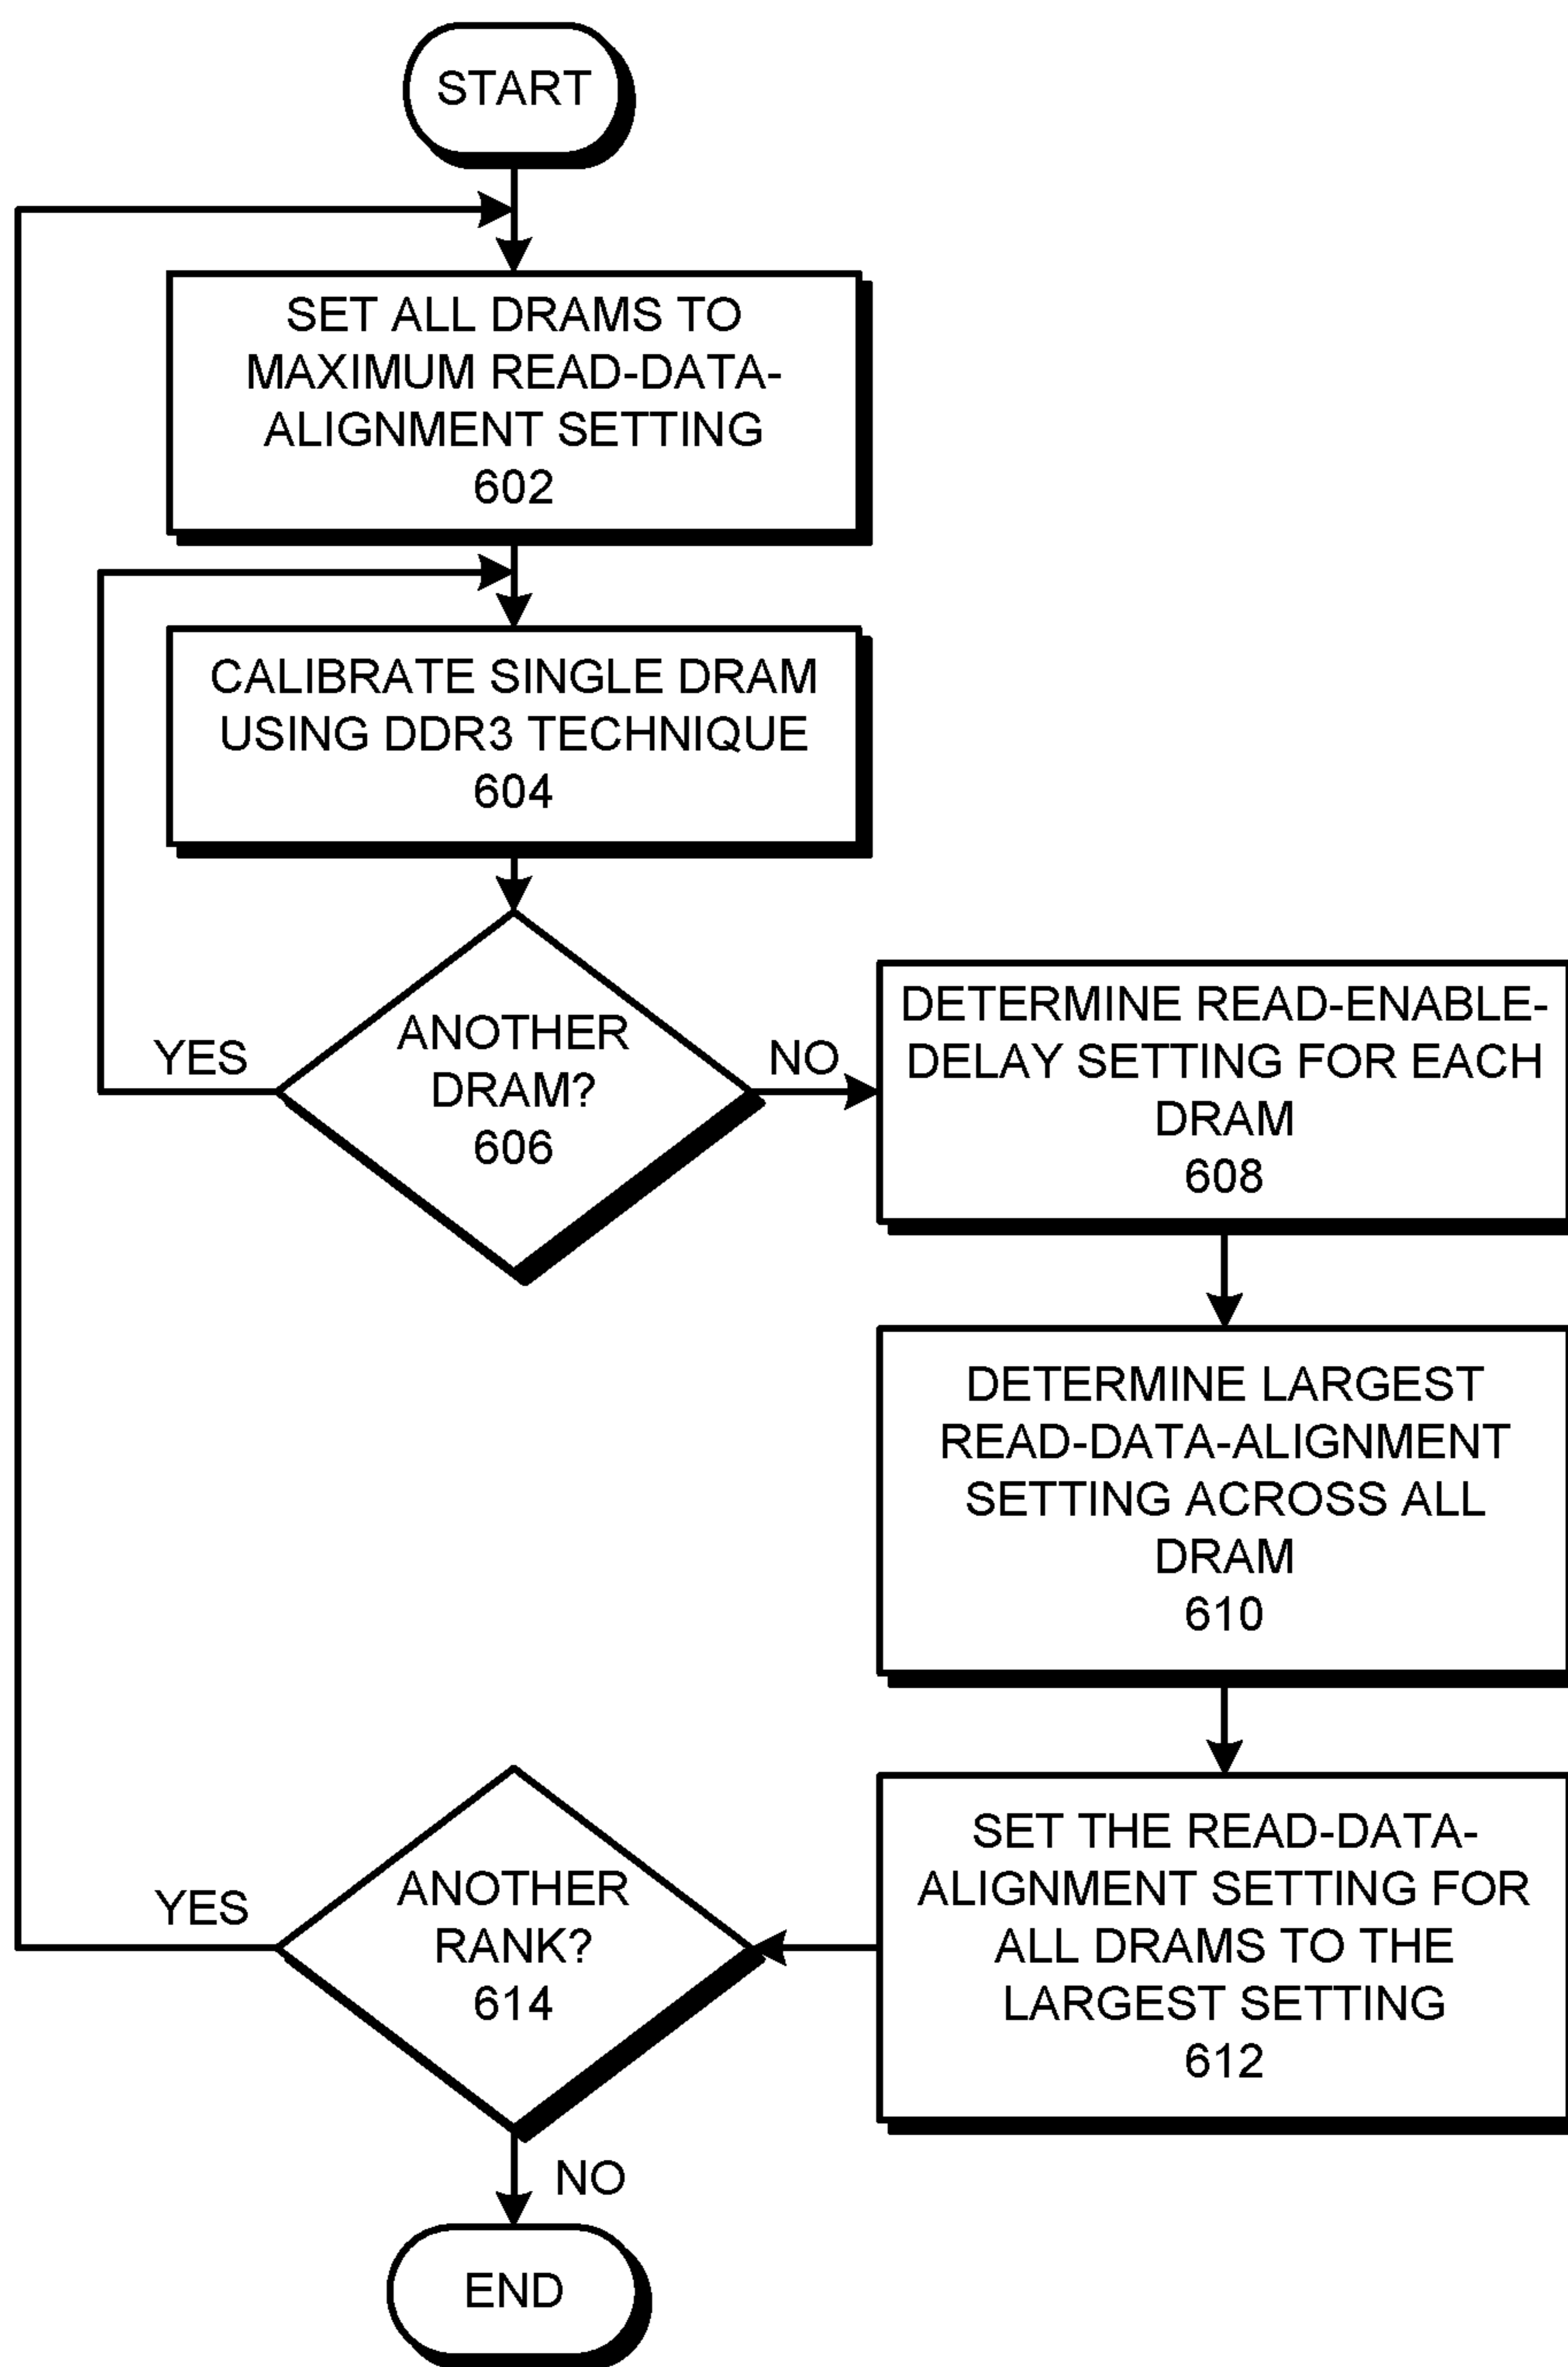 START
SET ALL DRAMS TO
MAXIMUM READ-DATA-
ALIGNMENT SETTING
602
CALIBRATE SINGLE DRAM
USING DDR3 TECHNIQUE
604
ANOTHER
DRAM?
606
YES
NO
DETERMINE READ-ENABLE-
DELAY SETTING FOR EACH
DRAM
608
DETERMINE LARGEST
READ-DATA-ALIGNMENT
SETTING ACROSS ALL
DRAM
610
SET THE READ-DATA-
ALIGNMENT SETTING FOR
ALL DRAMS TO THE
LARGEST SETTING
612
ANOTHER
RANK?
614
YES
NO
END